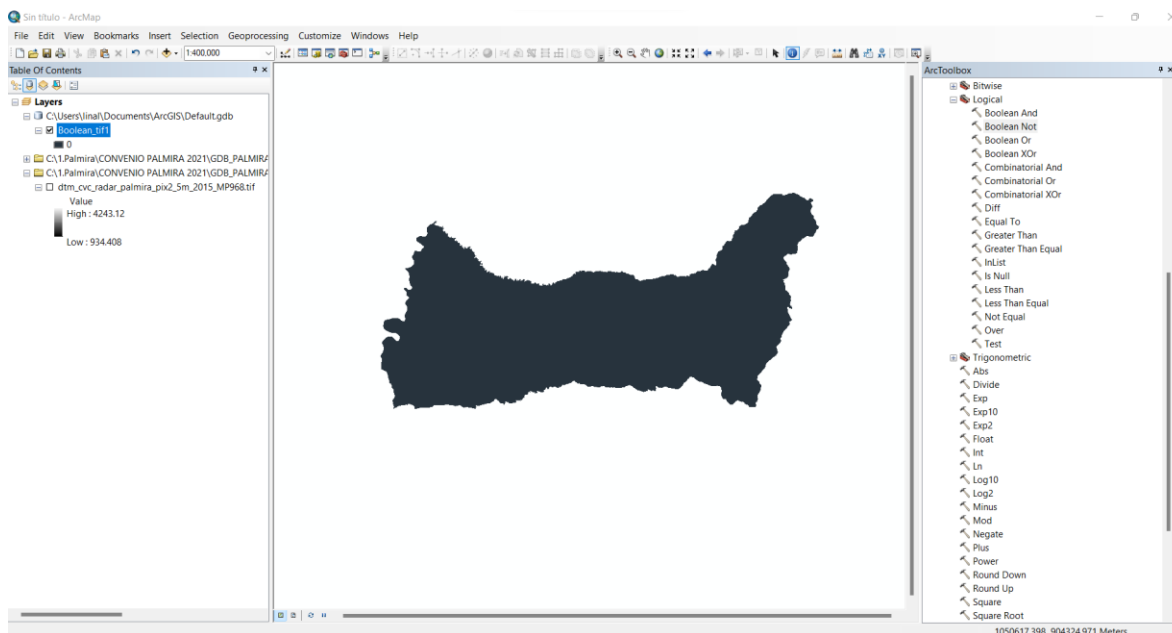 Sin título - ArcMap
File Edit View Bookmarks Insert Selection Geoprocessing Customize Windows Help
1:400,000
Table Of Contents
Layers
C:\Users\linal\Documents\ArcGIS\Default.gdb
Boolean_tif1
0
C:\1.Palmira\CONVENIO PALMIRA 2021\GDB_PALMIRA
C:\1.Palmira\CONVENIO PALMIRA 2021\GDB_PALMIRA
dtm_cvc_radar_palmira_pix2_5m_2015_MP968.tif
Value
High : 4243.12
Low : 934.408
ArcToolbox
Bitwise
Logical
Boolean And
Boolean Not
Boolean Or
Boolean XOr
Combinatorial And
Combinatorial Or
Combinatorial XOr
Diff
Equal To
Greater Than
Greater Than Equal
InList
Is Null
Less Than
Less Than Equal
Not Equal
Over
Test
Trigonometric
Abs
Divide
Exp
Exp10
Exp2
Float
Int
Ln
Log10
Log2
Minus
Mod
Negate
Plus
Power
Round Down
Round Up
Square
Square Root
1050617.398 904324.971 Meters